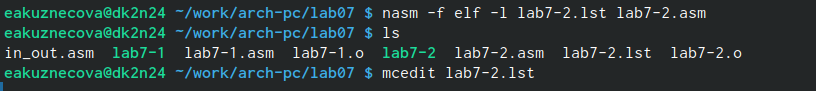 eakuznecova@dk2n24 ~/work/arch-pc/lab07 $ nasm -f elf -l lab7-2.lst lab7-2.asm
eakuznecova@dk2n24 ~/work/arch-pc/lab07 $ ls
in_out.asm lab7-1 lab7-1.asm lab7-1.o lab7-2 lab7-2.asm lab7-2.lst lab7-2.o
eakuznecova@dk2n24 ~/work/arch-pc/lab07 $ mcedit lab7-2.lst